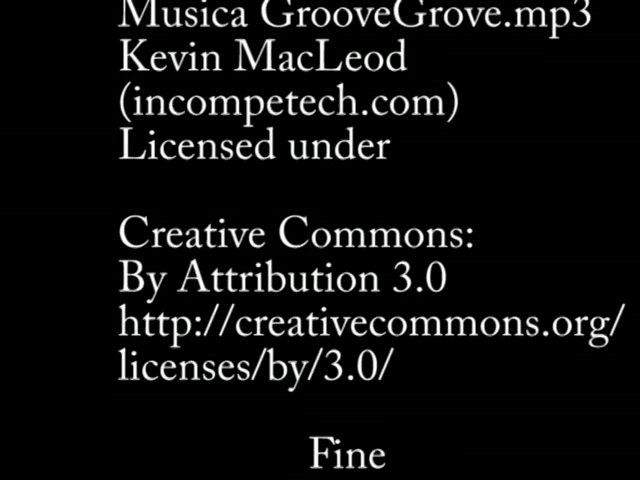 Musica GrooveGrove.mp3
Kevin MacLeod
(incompetech.com)
Licensed under
Creative Commons:
By Attribution 3.0
http://creativecommons.org/
licenses/by/3.0/
Fine